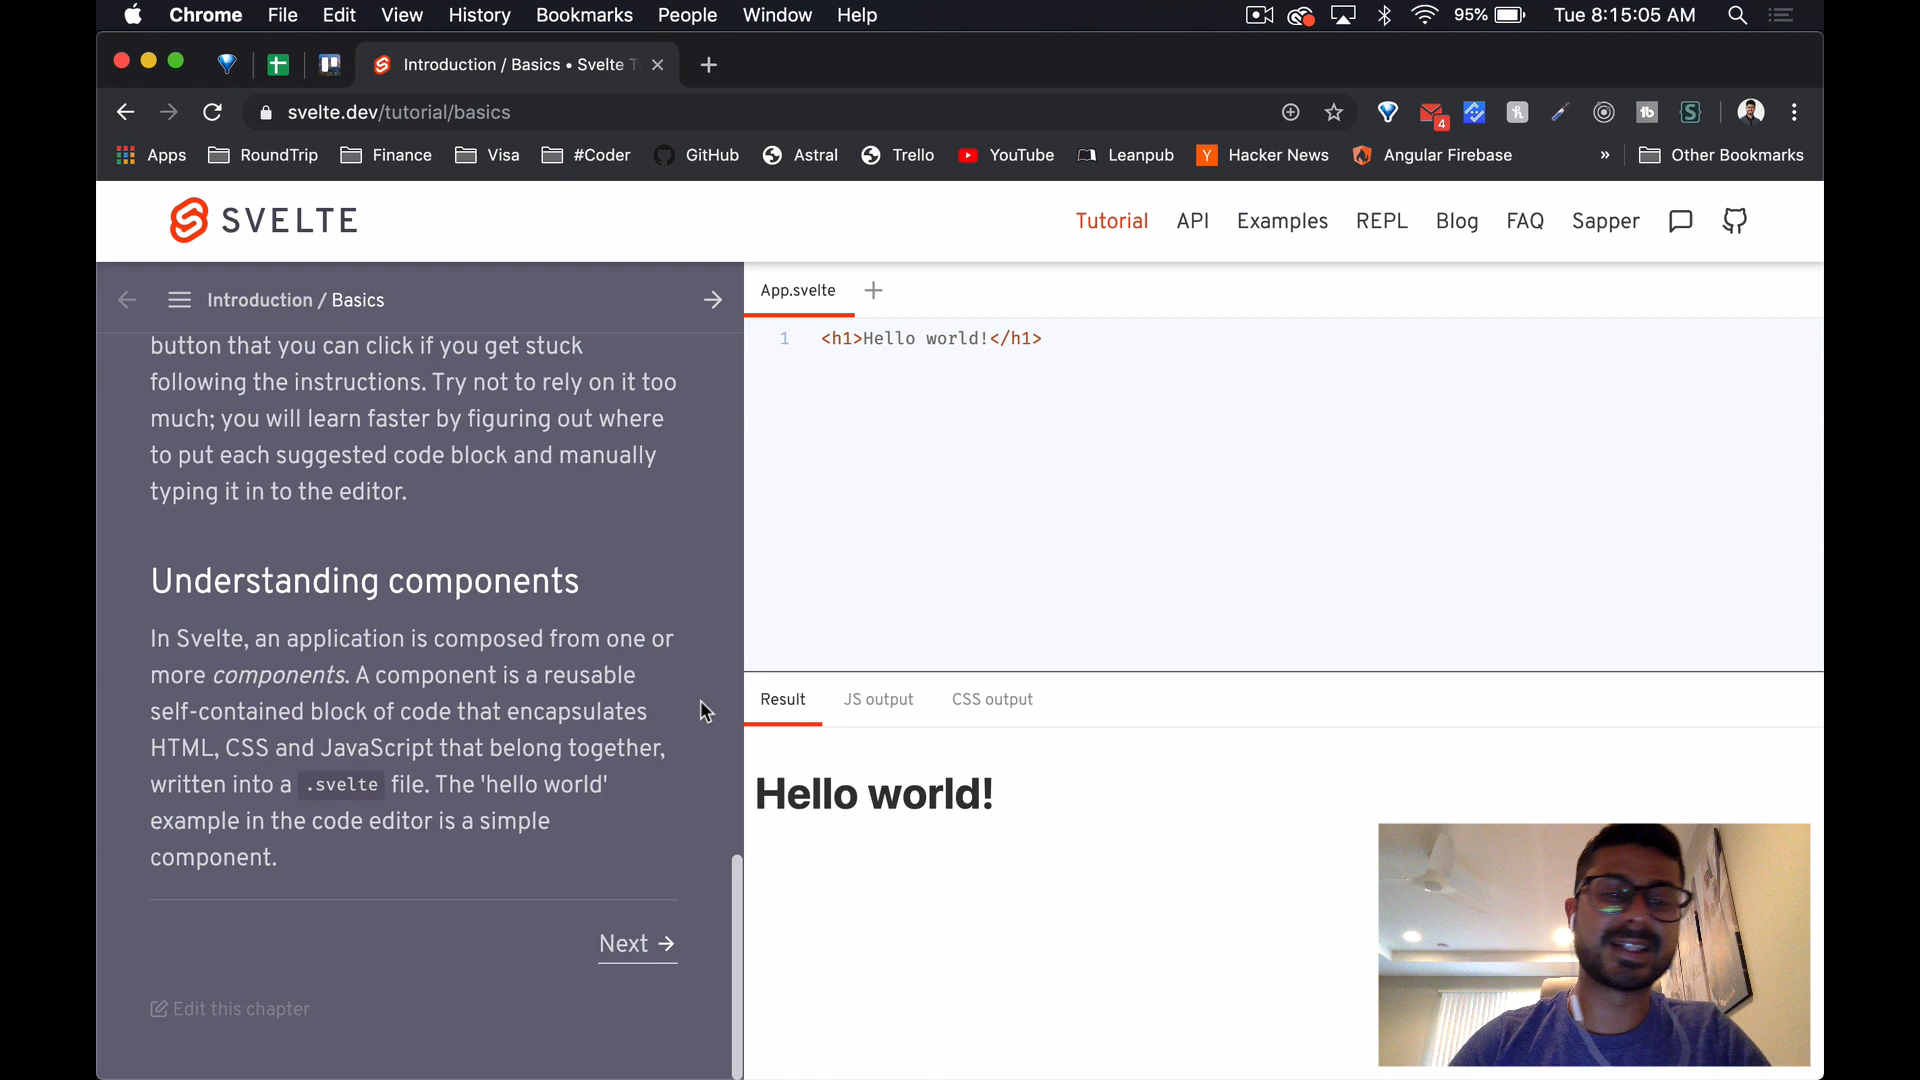 Chrome File Edit View History Bookmarks People Window Help 95% Tue 8:15:05 AM
Introduction / Basics • Svelte T
svelte.dev/tutorial/basics 4
Apps RoundTrip Finance Visa #Coder GitHub Astral Trello YouTube Leanpub Hacker News Angular Firebase » Other Bookmarks
SVELTE Tutorial API Examples REPL Blog FAQ Sapper
Introduction / Basics
button that you can click if you get stuck
following the instructions. Try not to rely on it too
much; you will learn faster by figuring out where
to put each suggested code block and manually
typing it in to the editor.
Understanding components
In Svelte, an application is composed from one or
more components. A component is a reusable
self-contained block of code that encapsulates
HTML, CSS and JavaScript that belong together,
written into a .svelte file. The 'hello world'
example in the code editor is a simple
component.
Next →
Edit this chapter
App.svelte +
1 <h1>Hello world!</h1>
Result JS output CSS output
Hello world!